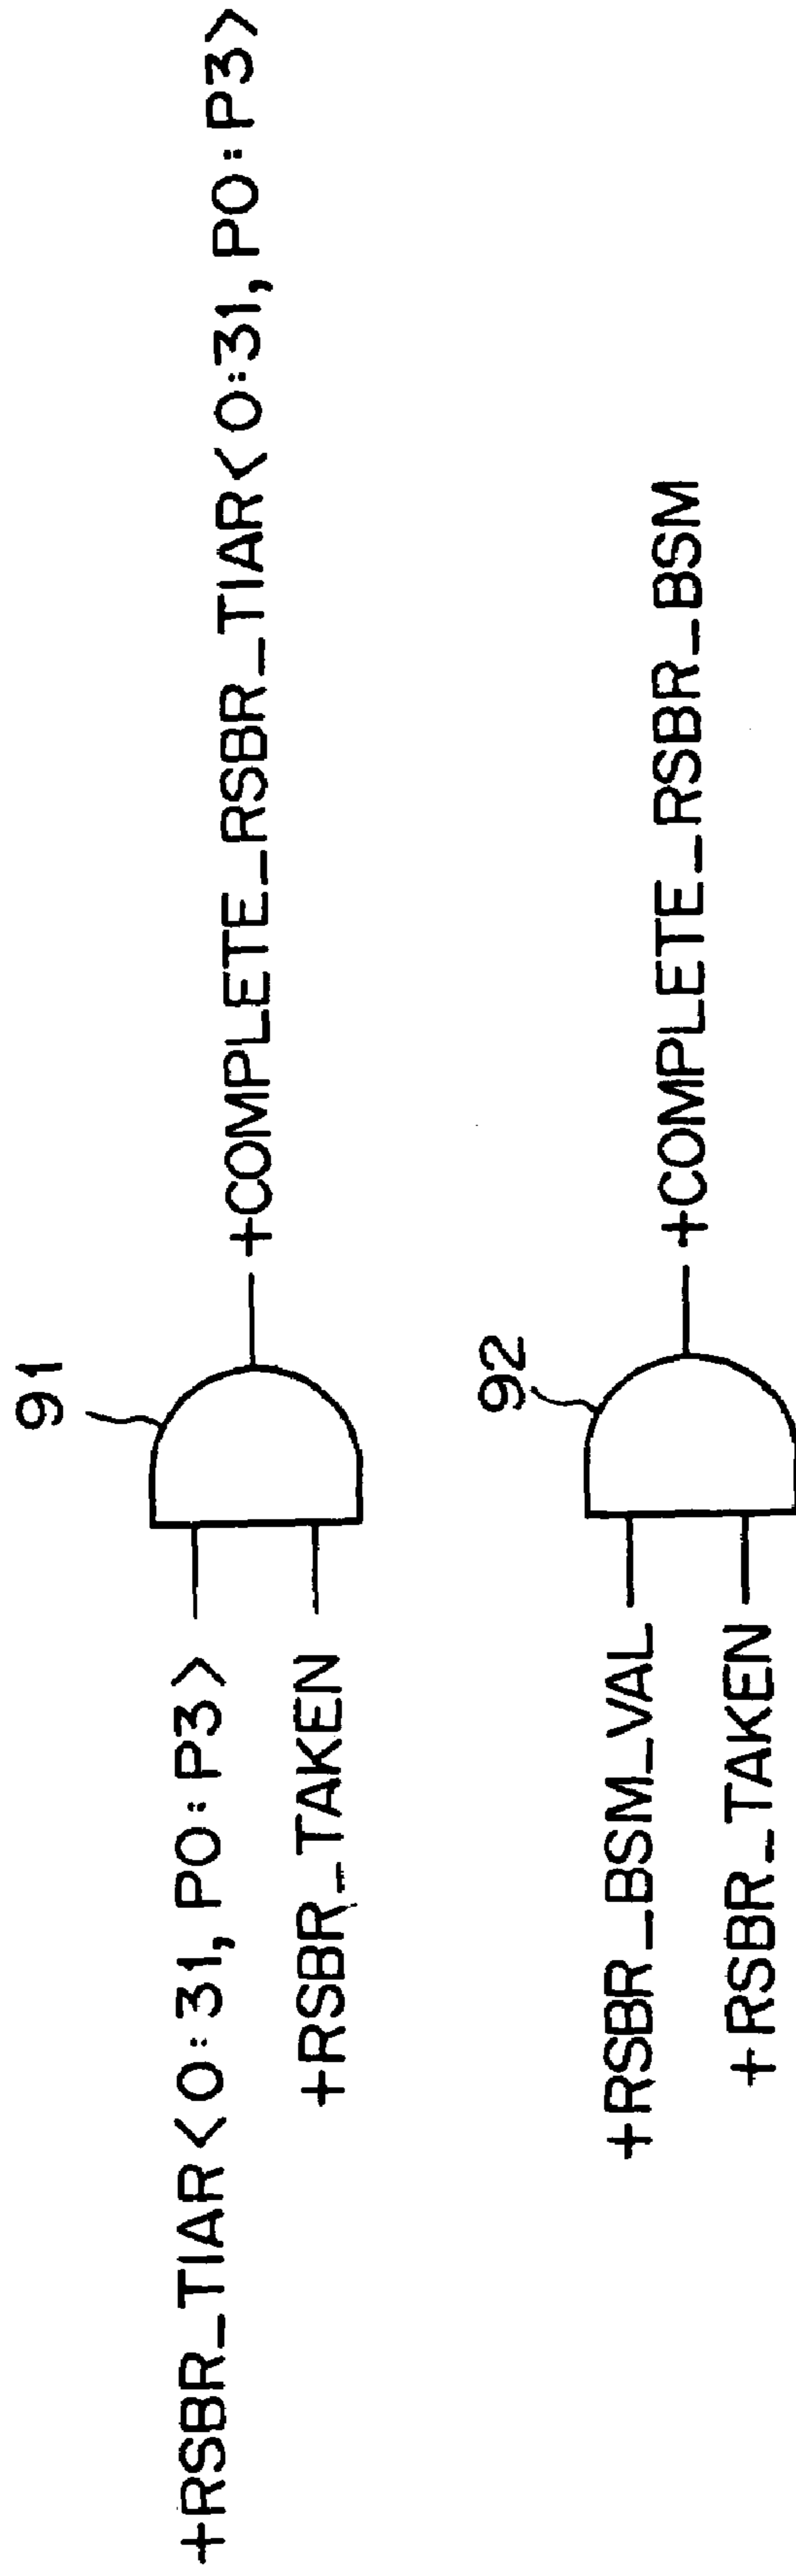 91
+RSBR_TIAR<0:31, P0:P3>
+RSBR_TAKEN
+COMPLETE_RSBR_TIAR<0:31, P0:P3>
92
+RSBR_BSM_VAL
+RSBR_TAKEN
+COMPLETE_RSBR_BSM